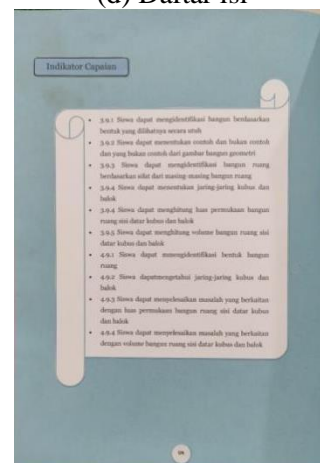 (d) Daftar Isi
Indikator Capaian
• 3.9.1 Siswa dapat mengidentifikasi bangun berdasarkan
bentuk yang dilihatnya secara utuh
• 3.9.2 Siswa dapat menentukan contoh dan bukan contoh
dan yang bukan contoh dari gambar bangun geometri
• 3.9.3 Siswa dapat mengidentifikasi bangun ruang
berdasarkan sifat dari masing-masing bangun ruang
• 3.9.4 Siswa dapat menentukan jaring-jaring kubus dan
balok
• 3.9.4 Siswa dapat menghitung luas permukaan bangun
ruang sisi datar kubus dan balok
• 3.9.5 Siswa dapat menghitung volume bangun ruang sisi
datar kubus dan balok
• 4.9.1 Siswa dapat mmengidentifikasi bentuk bangun
ruang
• 4.9.2 Siswa dapatmengetahui jaring-jaring kubus dan
balok
• 4.9.3 Siswa dapat menyelesaikan masalah yang berkaitan
dengan luas permukaan bangun ruang sisi datar kubus
dan balok
• 4.9.4 Siswa dapat menyelesaikan masalah yang berkaitan
dengan volume bangun ruang sisi datar kubus dan balok